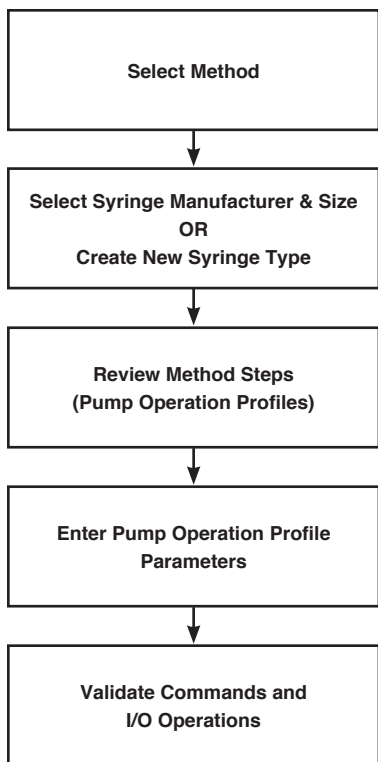 Select Method
Select Syringe Manufacturer & Size
OR
Create New Syringe Type
Review Method Steps
(Pump Operation Profiles)
Enter Pump Operation Profile
Parameters
Validate Commands and
I/O Operations